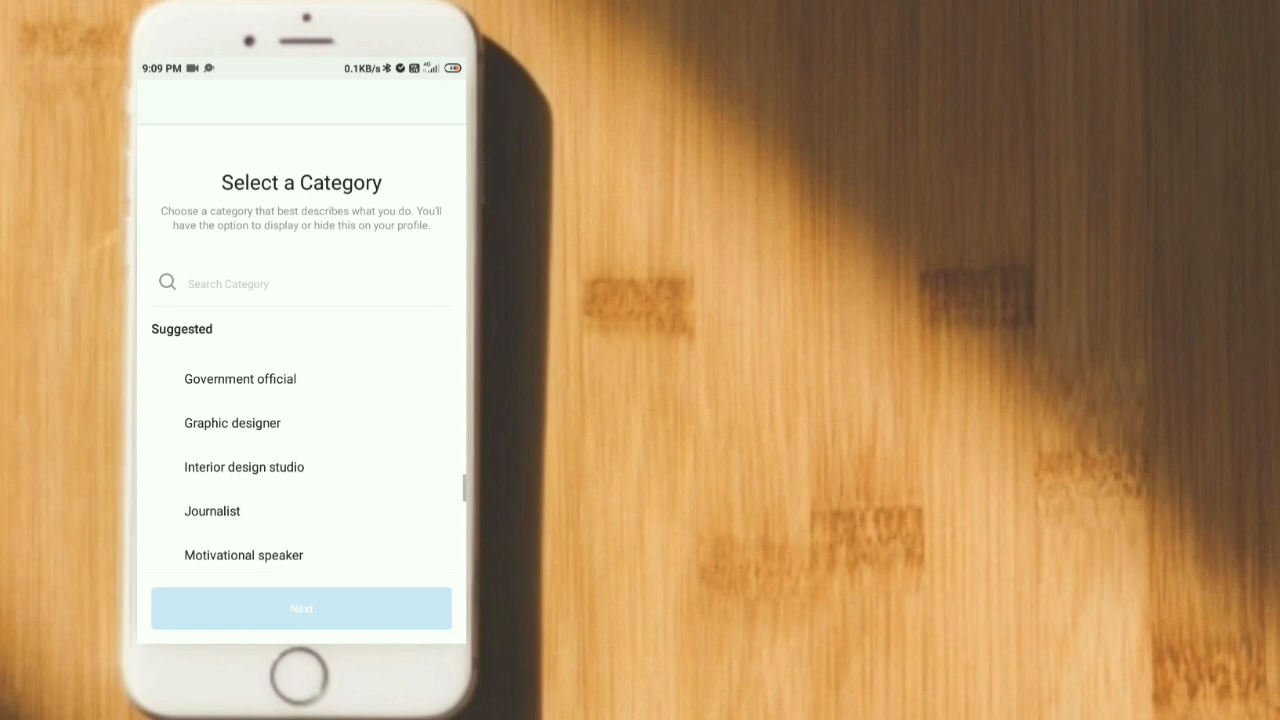 9:09 PM 0.1KB/s 4G
Select a Category
Choose a category that best describes what you do. You'll
have the option to display or hide this on your profile.
Search Category
Suggested
Government official
Graphic designer
Interior design studio
Journalist
Motivational speaker
Next